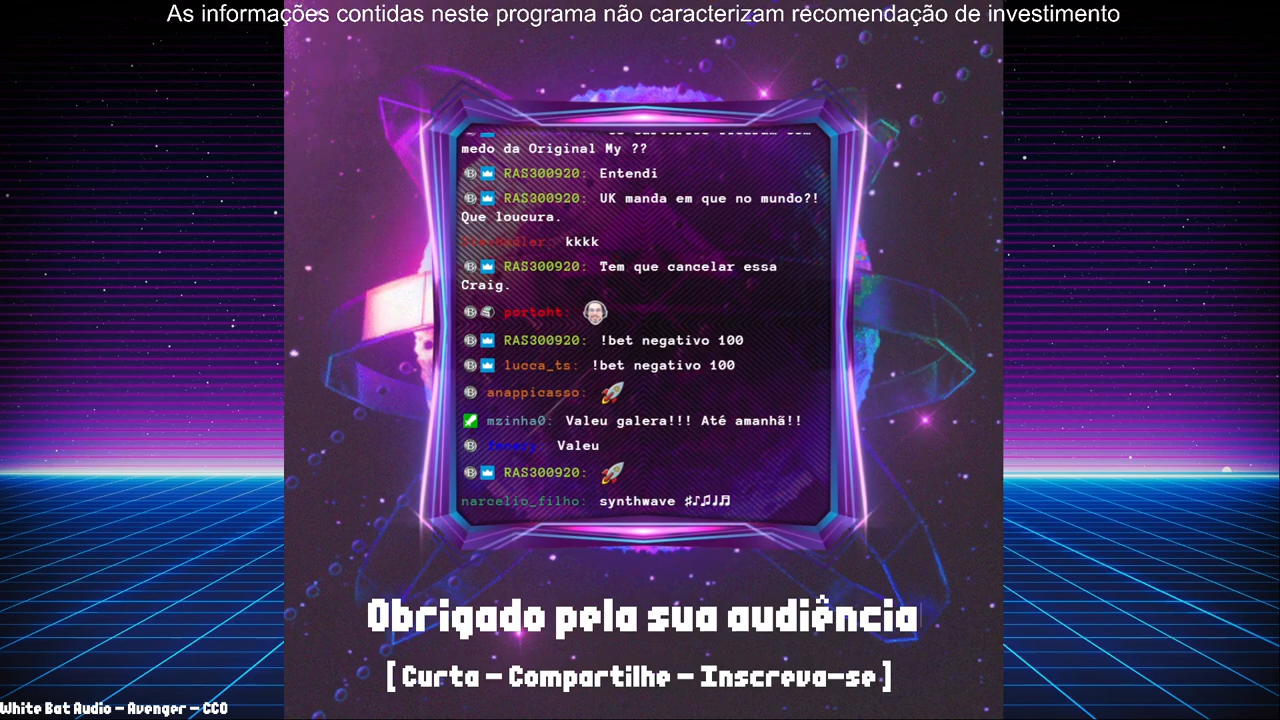 As informações contidas neste programa não caracterizam recomendação de investimento
medo da Original My ??
RAS300920: Entendi
RAS300920: UK manda em que no mundo?!
Que loucura.
kkkk
RAS300920: Tem que cancelar essa
Craig.
portoht:
RAS300920: !bet negativo 100
lucca_ts: !bet negativo 100
anappicasso: 🚀
mzinha0: Valeu galera!!! Até amanhã!!
Valeu
RAS300920: 🚀
narcelio_filho: synthwave ♯♪♫♩♬
Obrigado pela sua audiência
[ Curta - Compartilhe - Inscreva-se ]
White Bat Audio - Avenger - CC0